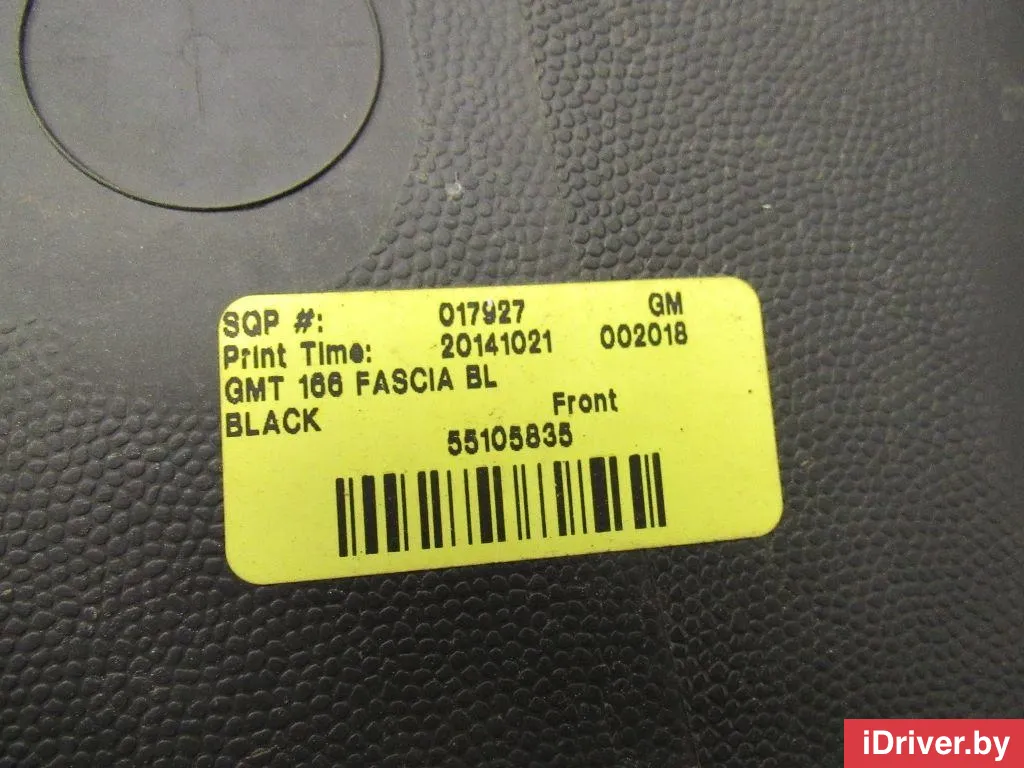 SQP #: 017927 GM
Print Time: 20141021 002018
GMT 166 FASCIA BL
BLACK Front
55105835
iDriver.by